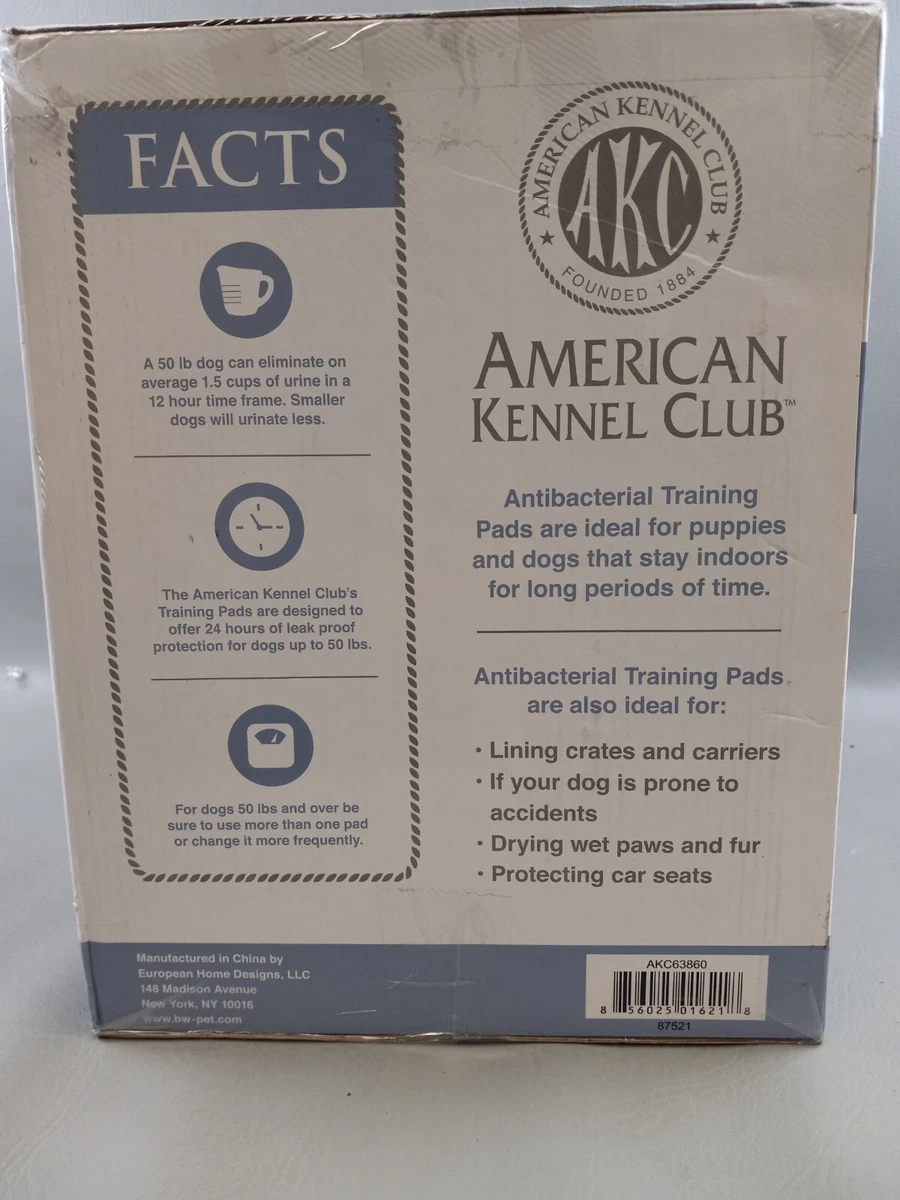 FACTS
A 50 lb dog can eliminate on
average 1.5 cups of urine in a
12 hour time frame. Smaller
dogs will urinate less.
The American Kennel Club's
Training Pads are designed to
offer 24 hours of leak proof
protection for dogs up to 50 lbs.
For dogs 50 lbs and over be
sure to use more than one pad
or change it more frequently.
AMERICAN KENNEL CLUB
AKC
FOUNDED 1884
AMERICAN
KENNEL CLUB™
Antibacterial Training
Pads are ideal for puppies
and dogs that stay indoors
for long periods of time.
Antibacterial Training Pads
are also ideal for:
• Lining crates and carriers
• If your dog is prone to
accidents
• Drying wet paws and fur
• Protecting car seats
Manufactured in China by
European Home Designs, LLC
148 Madison Avenue
New York, NY 10016
www.bw-pet.com
AKC63860
8 56025 01621 8
87521